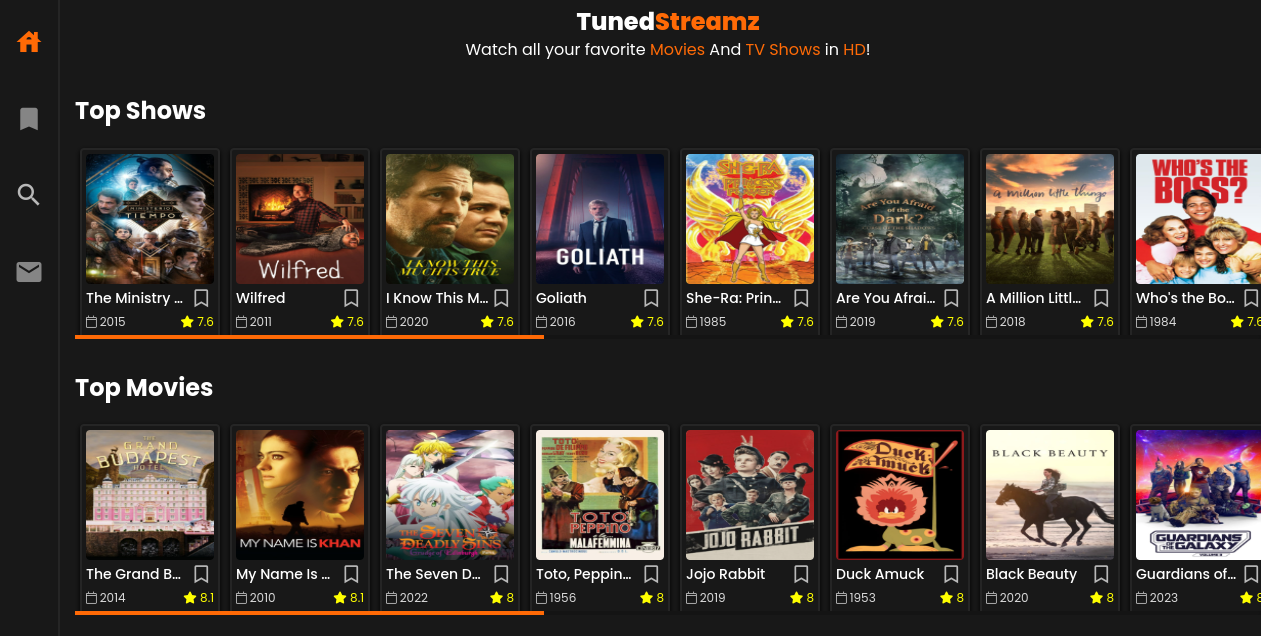 TunedStreamz
Watch all your favorite Movies And TV Shows in HD!
Top Shows
MINISTERIO
TIEMPO
Wilfred
I KNOW THIS
MUCH IS TRUE
GOLIATH
SHE-RA
Are You Afraid
of the
Dark?
a million little things
WHO'S THE
BOSS?
The Ministry ...
Wilfred
I Know This M...
Goliath
She-Ra: Prin...
Are You Afrai...
A Million Littl...
Who's the Bo...
2015 7.6
2011 7.6
2020 7.6
2016 7.6
1985 7.6
2019 7.6
2018 7.6
1984 7.6
Top Movies
THE
GRAND
BUDAPEST
HOTEL
MY NAME IS KHAN
THE SEVEN
DEADLY SINS
TOTO
TOTO
PEPPINO
MALAFEMMINA
JOJO RABBIT
Duck
Amuck
BLACK BEAUTY
GUARDIANS
OF THE
GALAXY
The Grand B...
My Name Is ...
The Seven D...
Toto, Peppin...
Jojo Rabbit
Duck Amuck
Black Beauty
Guardians of...
2014 8.1
2010 8.1
2022 8
1956 8
2019 8
1953 8
2020 8
2023 8